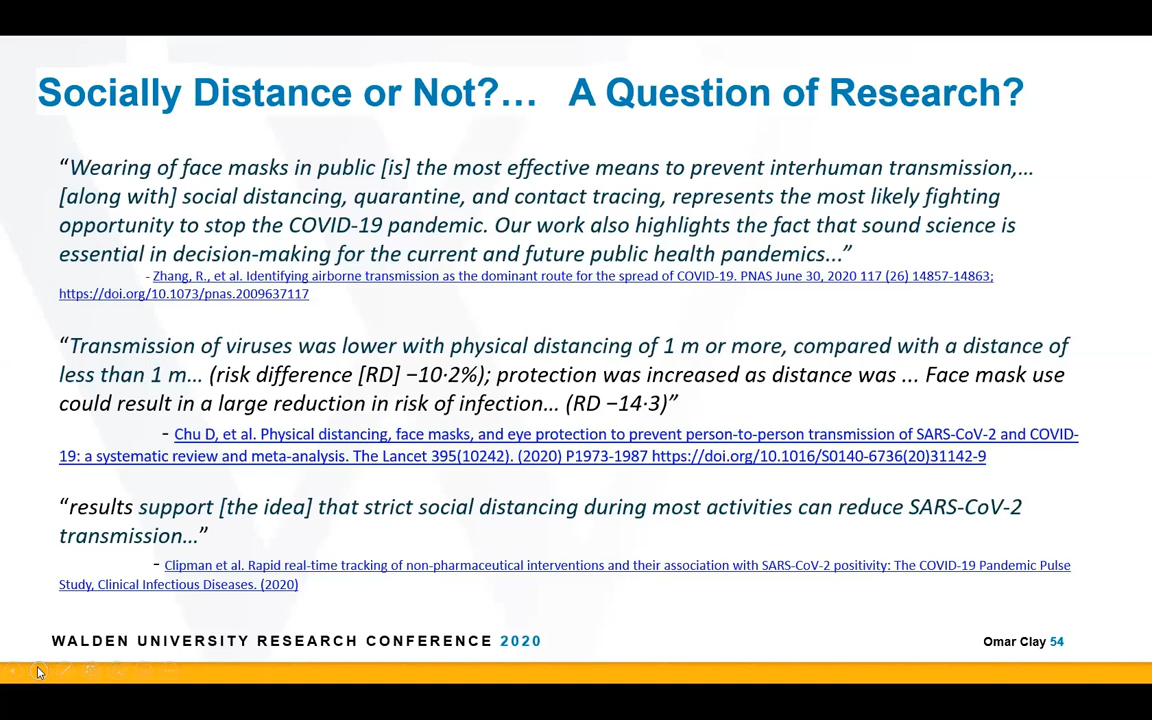 Socially Distance or Not?… A Question of Research?
“Wearing of face masks in public [is] the most effective means to prevent interhuman transmission,…
[along with] social distancing, quarantine, and contact tracing, represents the most likely fighting
opportunity to stop the COVID-19 pandemic. Our work also highlights the fact that sound science is
essential in decision-making for the current and future public health pandemics...”
- Zhang, R., et al. Identifying airborne transmission as the dominant route for the spread of COVID-19. PNAS June 30, 2020 117 (26) 14857-14863;
https://doi.org/10.1073/pnas.2009637117
“Transmission of viruses was lower with physical distancing of 1 m or more, compared with a distance of
less than 1 m… (risk difference [RD] −10·2%); protection was increased as distance was ... Face mask use
could result in a large reduction in risk of infection… (RD −14·3)”
- Chu D, et al. Physical distancing, face masks, and eye protection to prevent person-to-person transmission of SARS-CoV-2 and COVID-
19: a systematic review and meta-analysis. The Lancet 395(10242). (2020) P1973-1987 https://doi.org/10.1016/S0140-6736(20)31142-9
“results support [the idea] that strict social distancing during most activities can reduce SARS-CoV-2
transmission…”
- Clipman et al. Rapid real-time tracking of non-pharmaceutical interventions and their association with SARS-CoV-2 positivity: The COVID-19 Pandemic Pulse
Study, Clinical Infectious Diseases. (2020)
WALDEN UNIVERSITY RESEARCH CONFERENCE 2020
Omar Clay 54